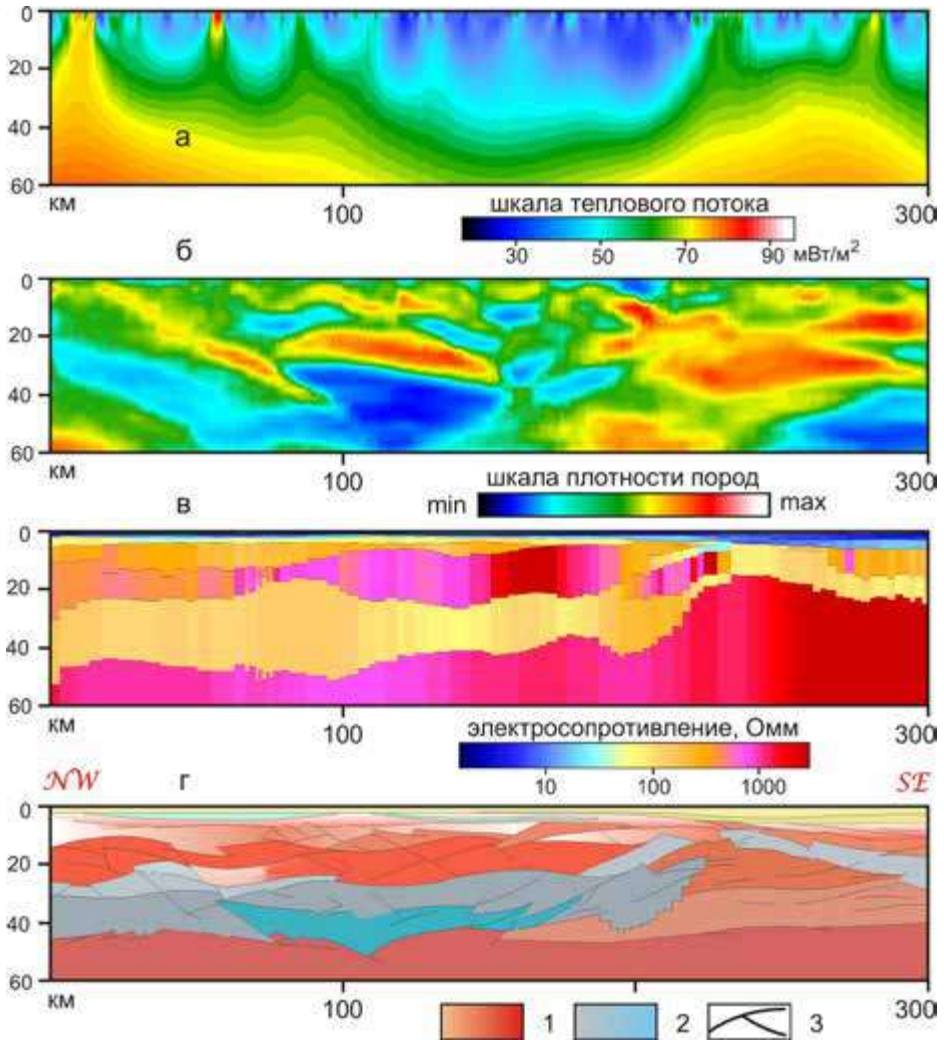 0
20
40
60
а
км
100
300
шкала теплового потока
30 50 70 90 мВт/м²
б
0
20
40
60
км
100
300
шкала плотности пород
min max
в
0
20
40
60
км
100
300
электросопротивление, Омм
10 100 1000
NW г SE
0
20
40
60
км
100
300
1 2 3